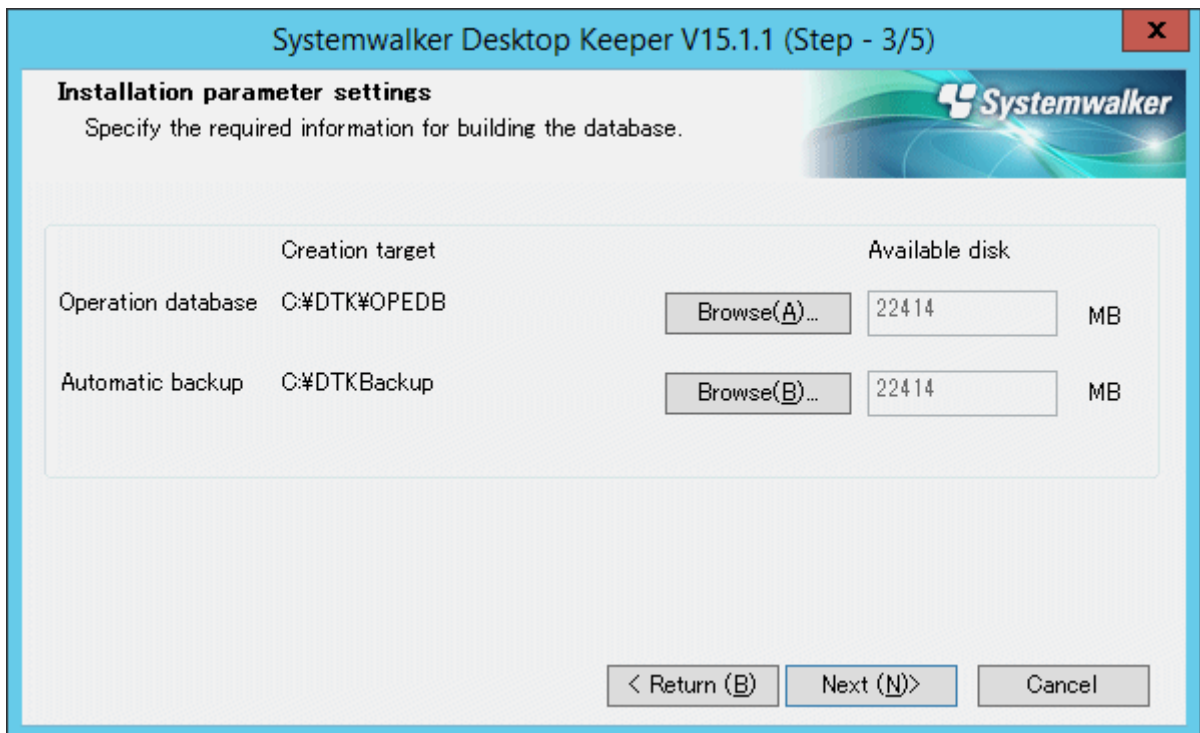 Systemwalker Desktop Keeper V15.1.1 (Step - 3/5)
x
Installation parameter settings
Specify the required information for building the database.
Systemwalker
Creation target Available disk
Operation database C:¥DTK¥OPEDB Browse(A)... 22414 MB
Automatic backup C:¥DTKBackup Browse(B)... 22414 MB
< Return (B) Next (N)> Cancel